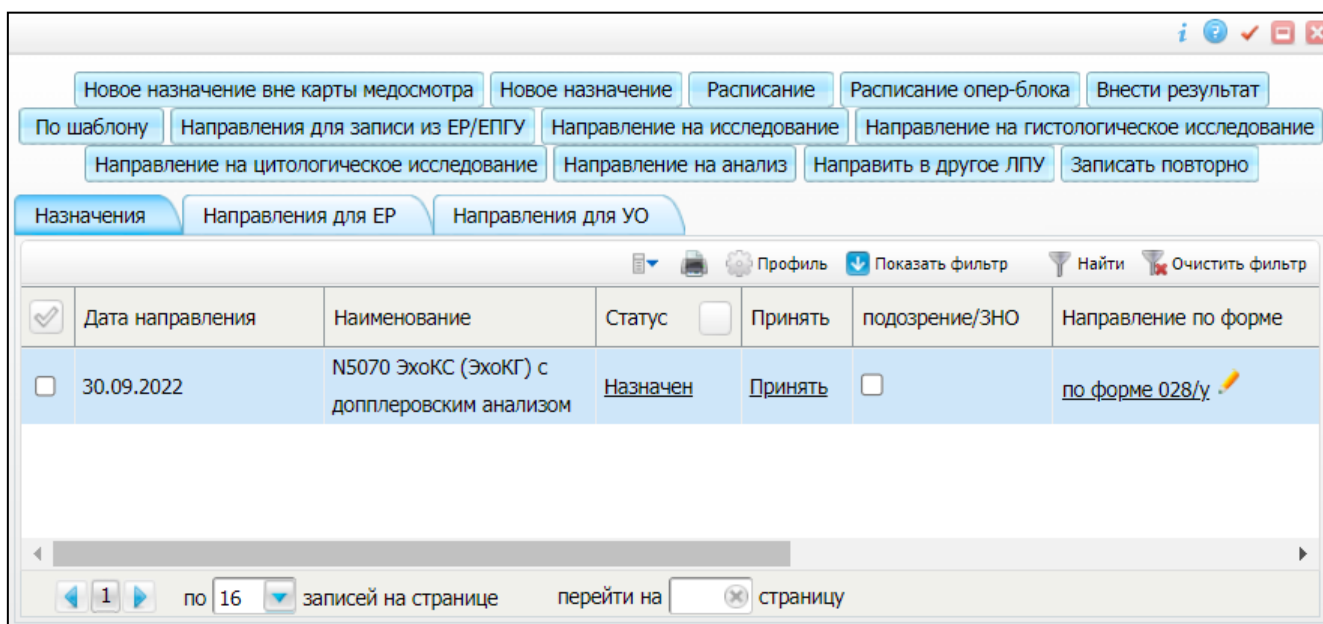 Новое назначение вне карты медосмотра Новое назначение Расписание Расписание опер-блока Внести результат
По шаблону Направления для записи из ЕР/ЕПГУ Направление на исследование Направление на гистологическое исследование
Направление на цитологическое исследование Направление на анализ Направить в другое ЛПУ Записать повторно
Назначения Направления для ЕР Направления для УО
Профиль Показать фильтр Найти Очистить фильтр
Дата направления Наименование Статус Принять подозрение/ЗНО Направление по форме
30.09.2022 N5070 ЭхоКС (ЭхоКГ) с Назначен Принять по форме 028/у
допплеровским анализом
1 по 16 записей на странице перейти на страницу